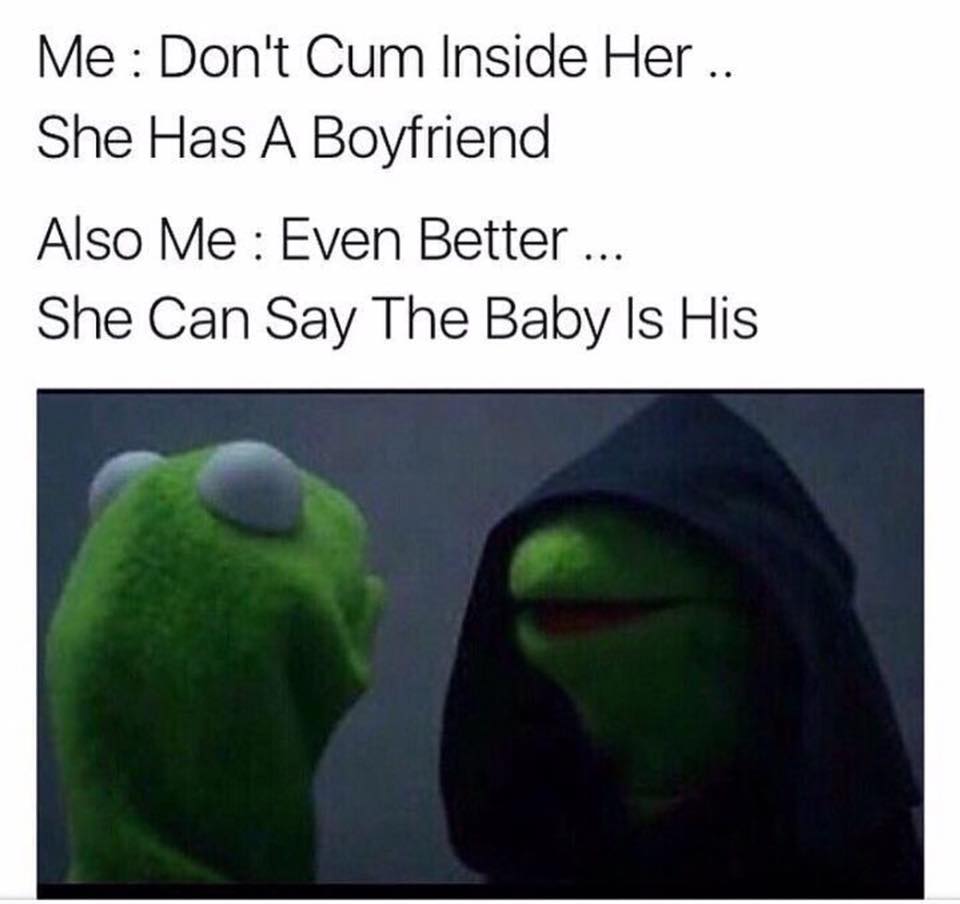 Me : Don't Cum Inside Her ..
She Has A Boyfriend
Also Me : Even Better ...
She Can Say The Baby Is His